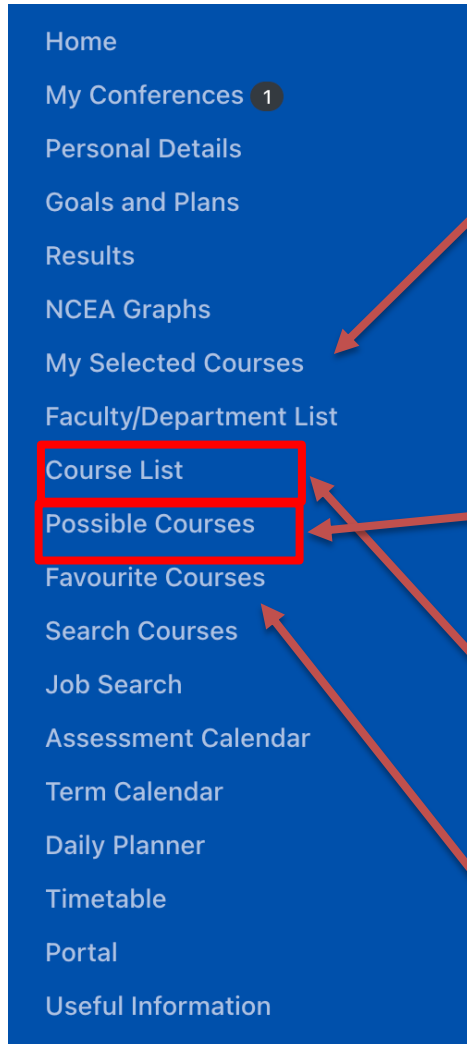 Home
My Conferences 1
Personal Details
Goals and Plans
Results
NCEA Graphs
My Selected Courses
Faculty/Department List
Course List
Possible Courses
Favourite Courses
Search Courses
Job Search
Assessment Calendar
Term Calendar
Daily Planner
Timetable
Portal
Useful Information